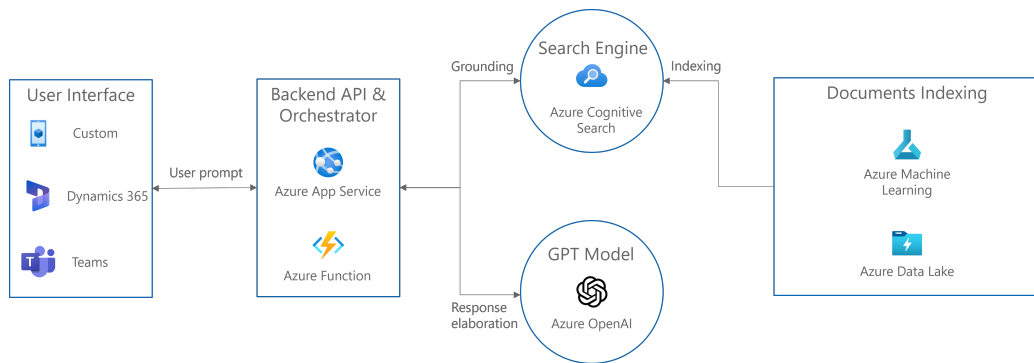 User Interface
Custom
Dynamics 365
Teams
User prompt
Backend API &
Orchestrator
Azure App Service
Azure Function
Grounding
Response
elaboration
Search Engine
Azure Cognitive
Search
GPT Model
Azure OpenAI
Indexing
Documents Indexing
Azure Machine
Learning
Azure Data Lake